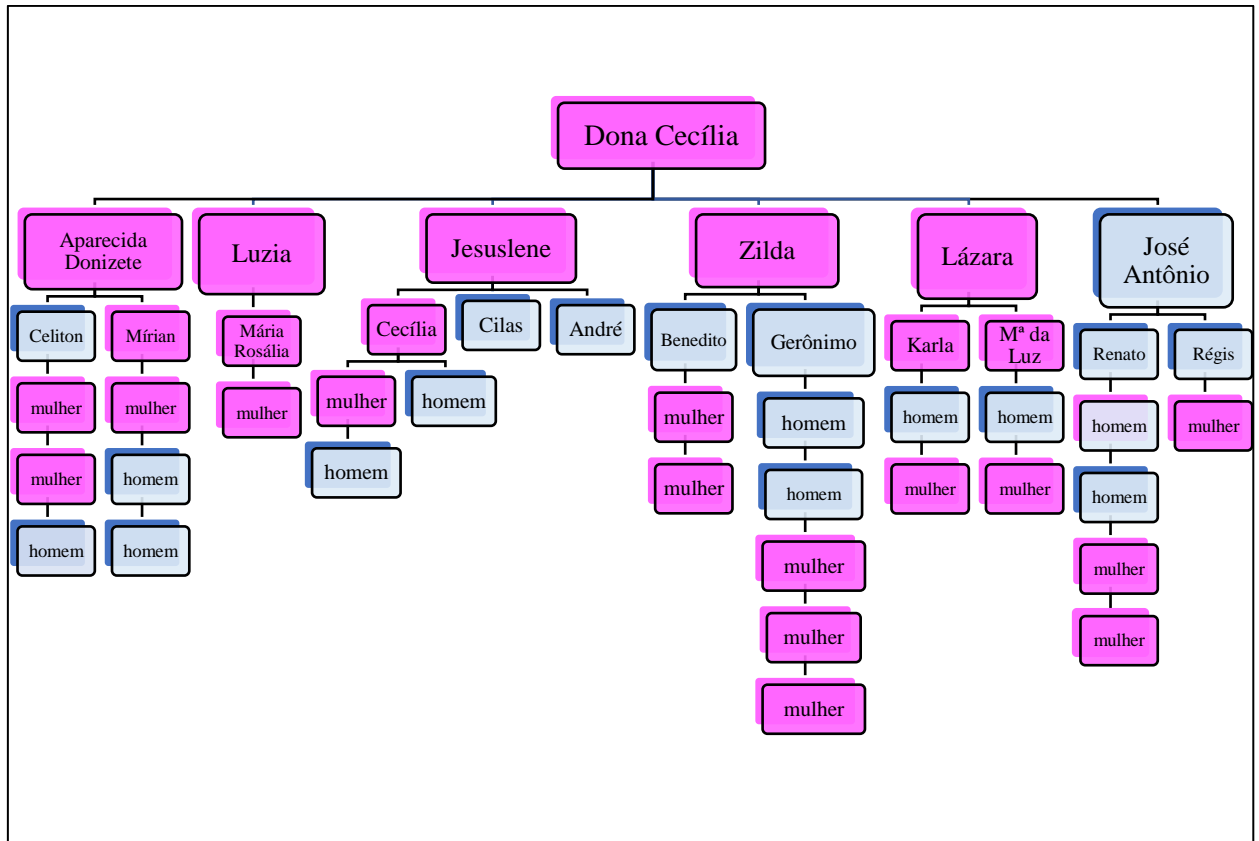 Dona Cecília
Aparecida
Donizete
Luzia
Jesuslene
Zilda
Lázara
José
Antônio
Celiton
Mírian
Mária
Rosália
Cecília
Cilas
André
Benedito
Gerônimo
Karla
Mª da
Luz
Renato
Régis
mulher
mulher
mulher
mulher
homem
mulher
homem
homem
homem
homem
mulher
mulher
homem
homem
mulher
homem
mulher
mulher
homem
homem
homem
mulher
mulher
mulher
mulher
mulher
mulher